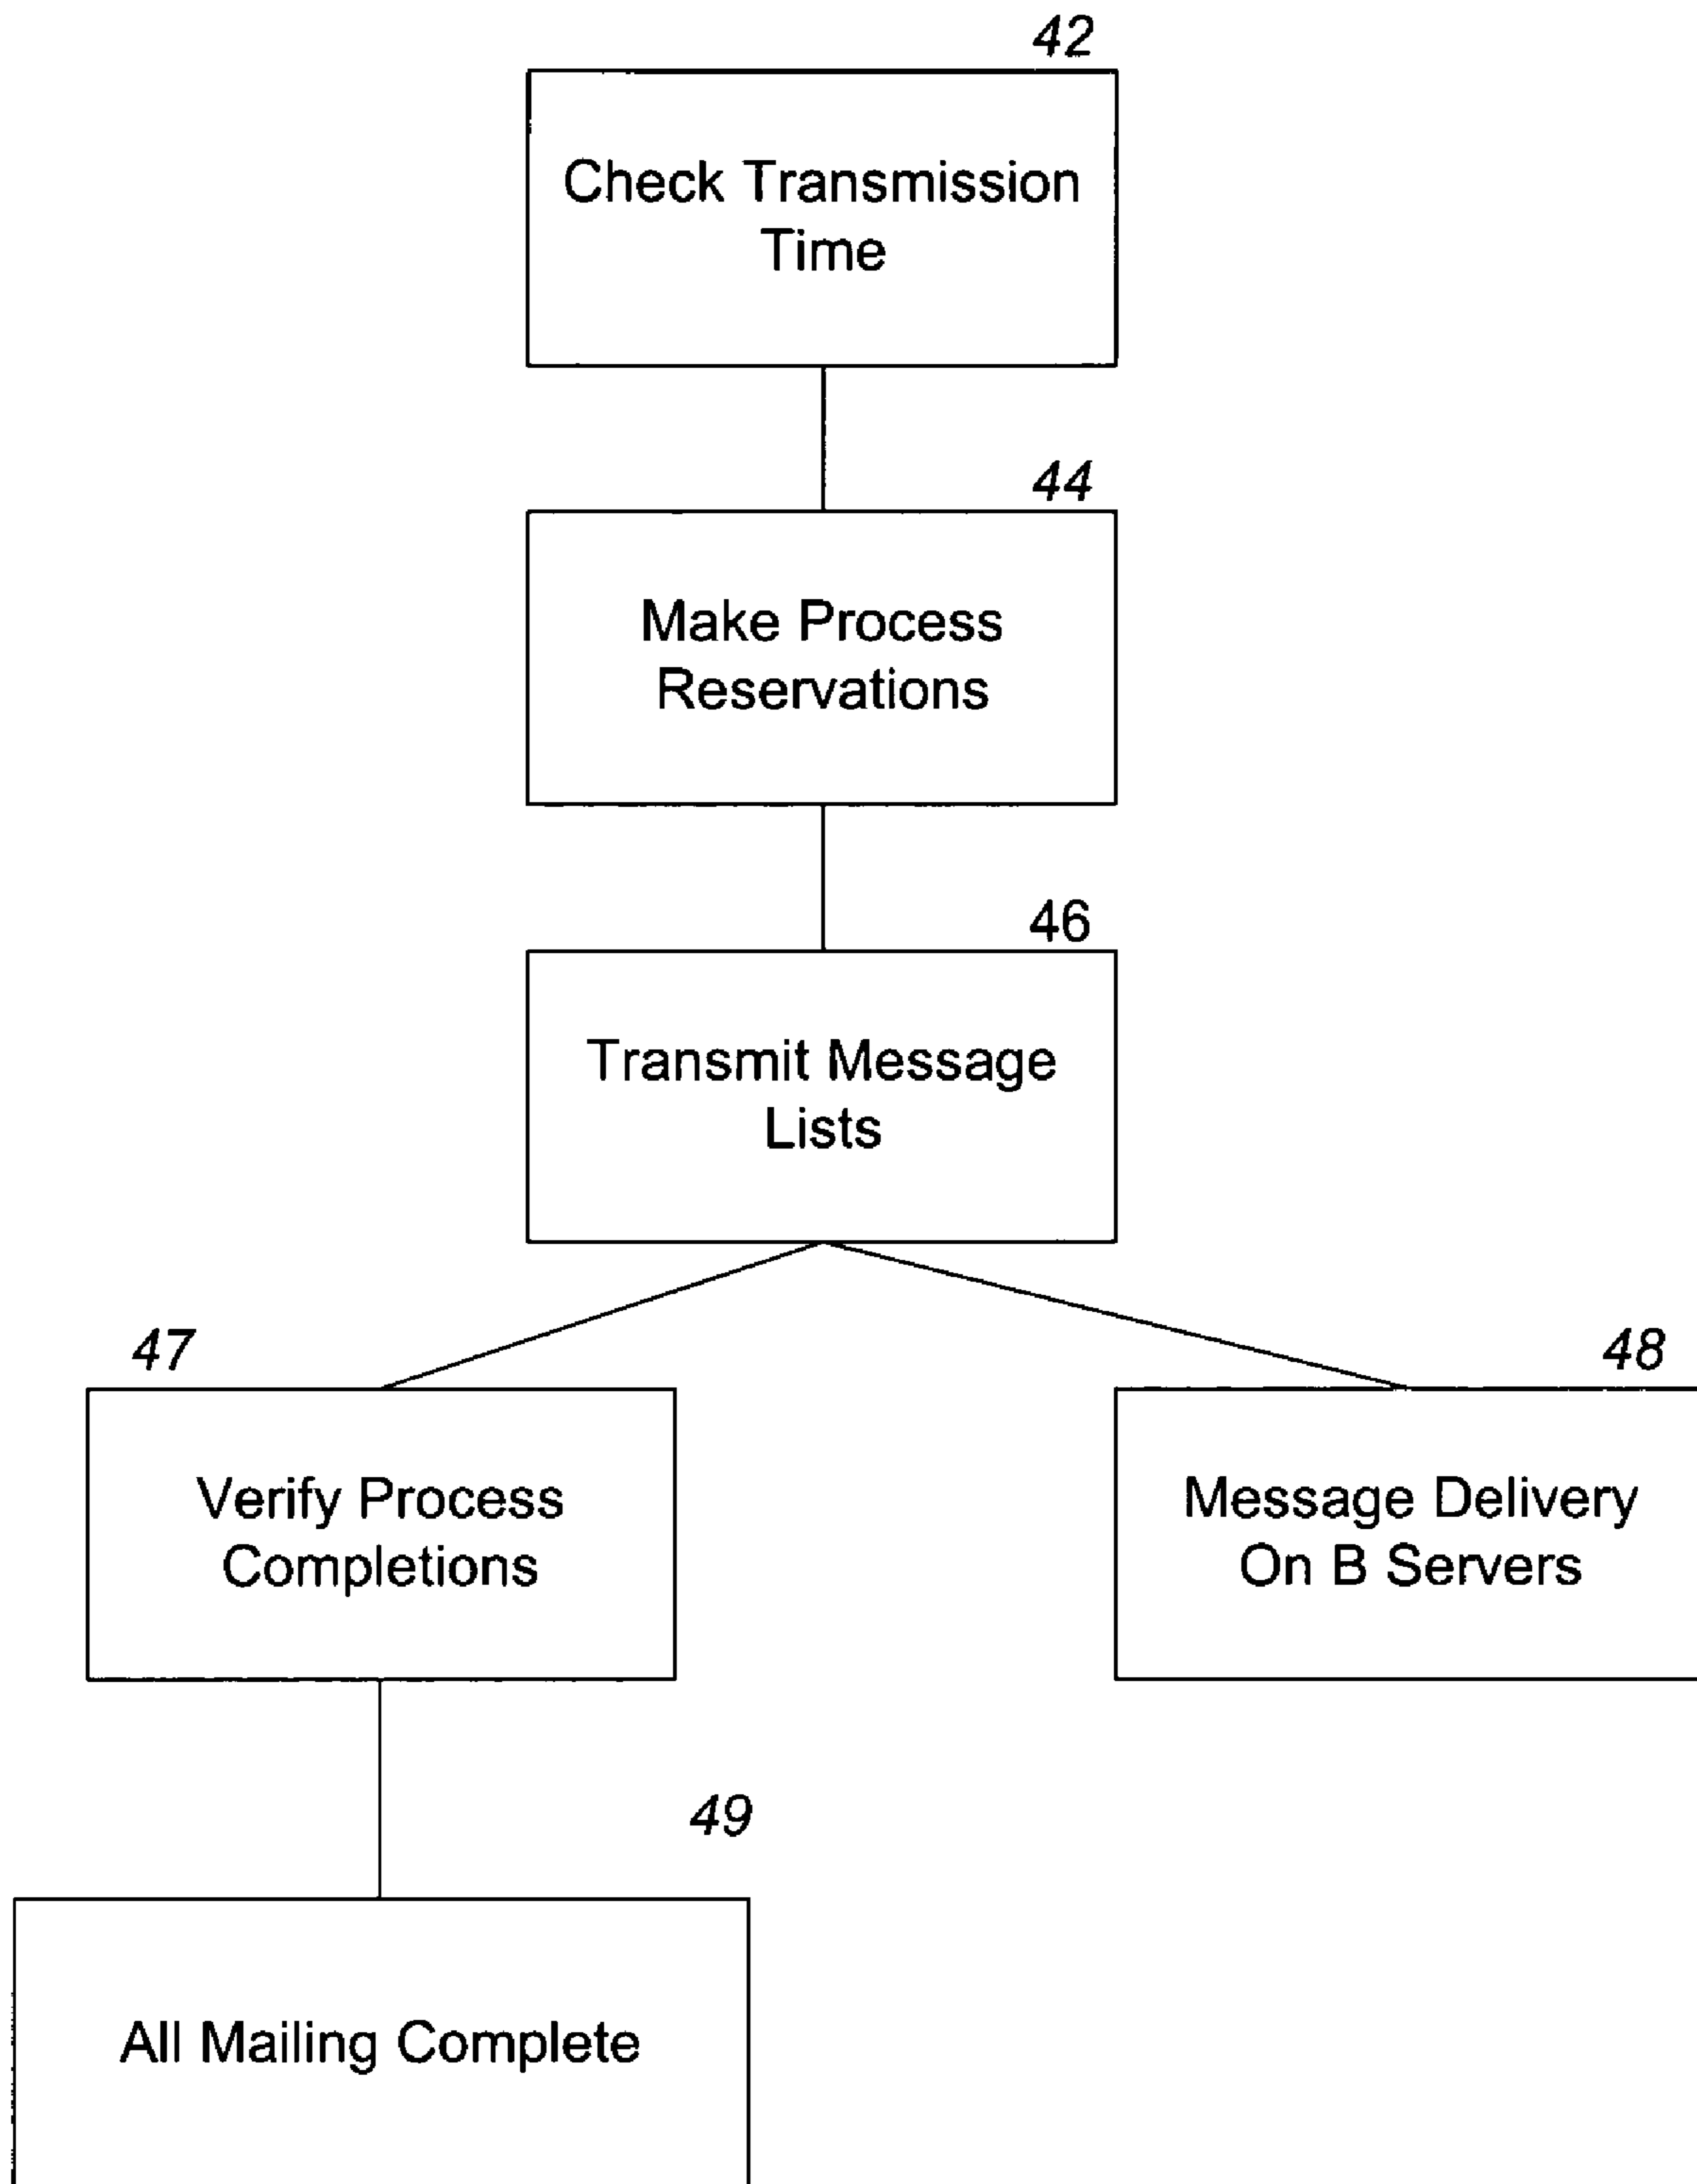 42
Check Transmission
Time
44
Make Process
Reservations
46
Transmit Message
Lists
47
48
Verify Process
Completions
Message Delivery
On B Servers
49
All Mailing Complete